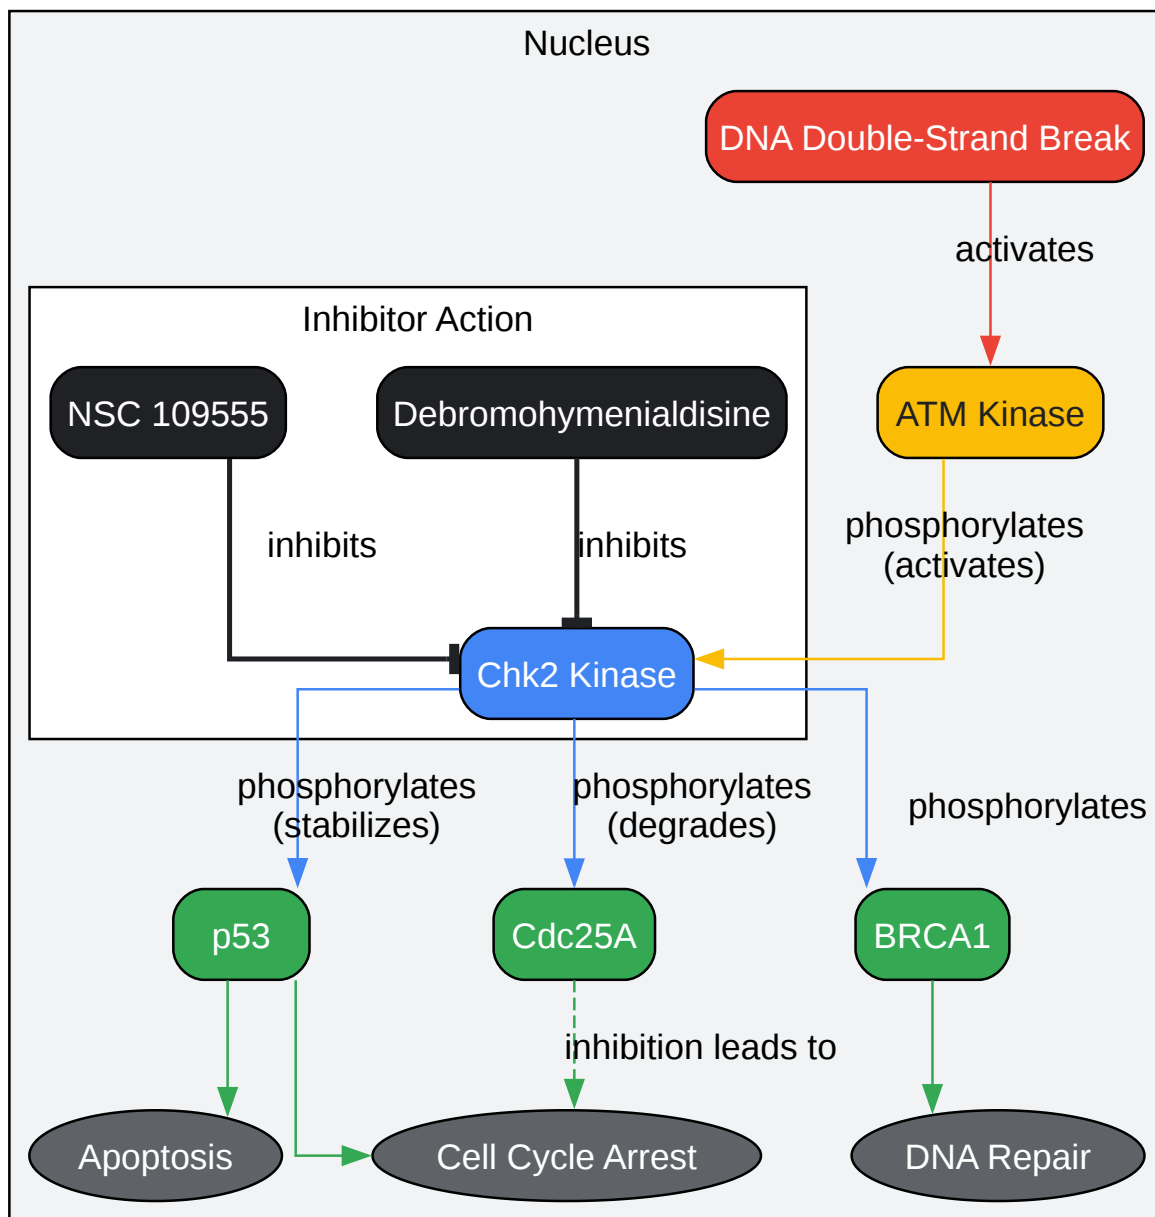 Nucleus
DNA Double-Strand Break
activates
Inhibitor Action
NSC 109555
Debromohymenialdisine
ATM Kinase
inhibits
inhibits
phosphorylates
(activates)
Chk2 Kinase
phosphorylates
(stabilizes)
phosphorylates
(degrades)
phosphorylates
p53
Cdc25A
BRCA1
inhibition leads to
Apoptosis
Cell Cycle Arrest
DNA Repair